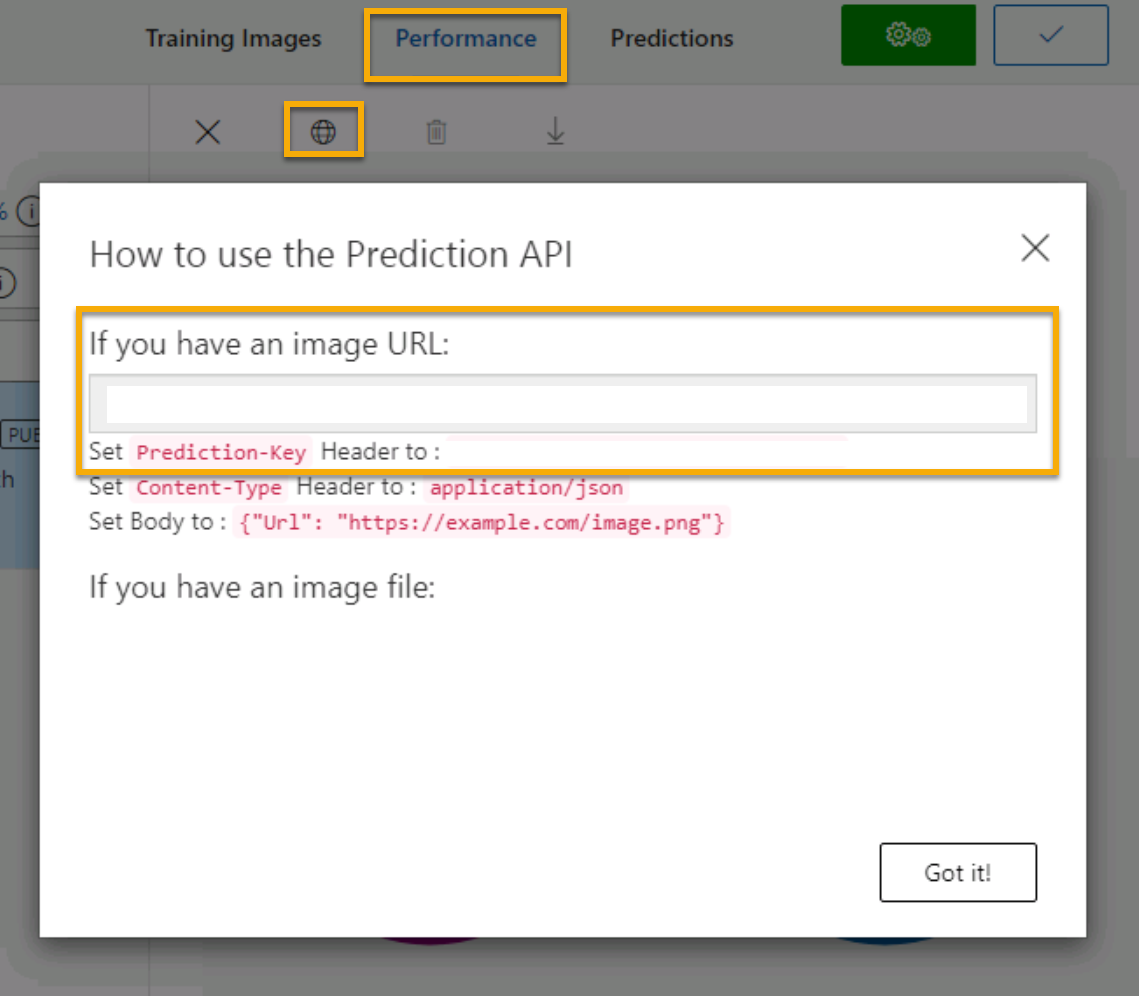 Training Images Performance Predictions
%
How to use the Prediction API
If you have an image URL:
PUB
Set Prediction-Key Header to :
th
Set Content-Type Header to : application/json
Set Body to : {"Url": "https://example.com/image.png"}
If you have an image file:
Got it!